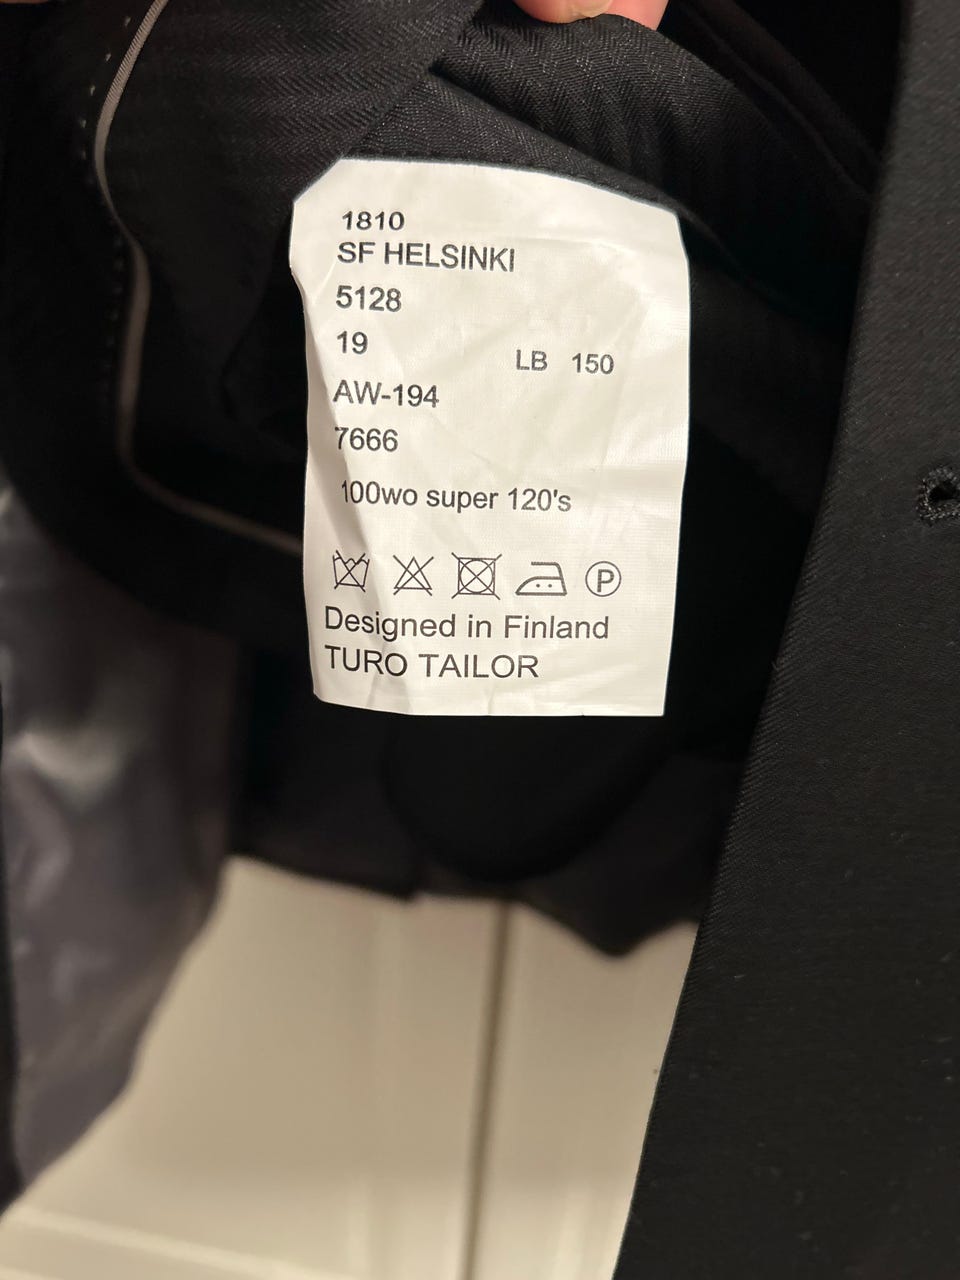 1810
SF HELSINKI
5128
19
LB 150
AW-194
7666
100wo super 120's
P
Designed in Finland
TURO TAILOR